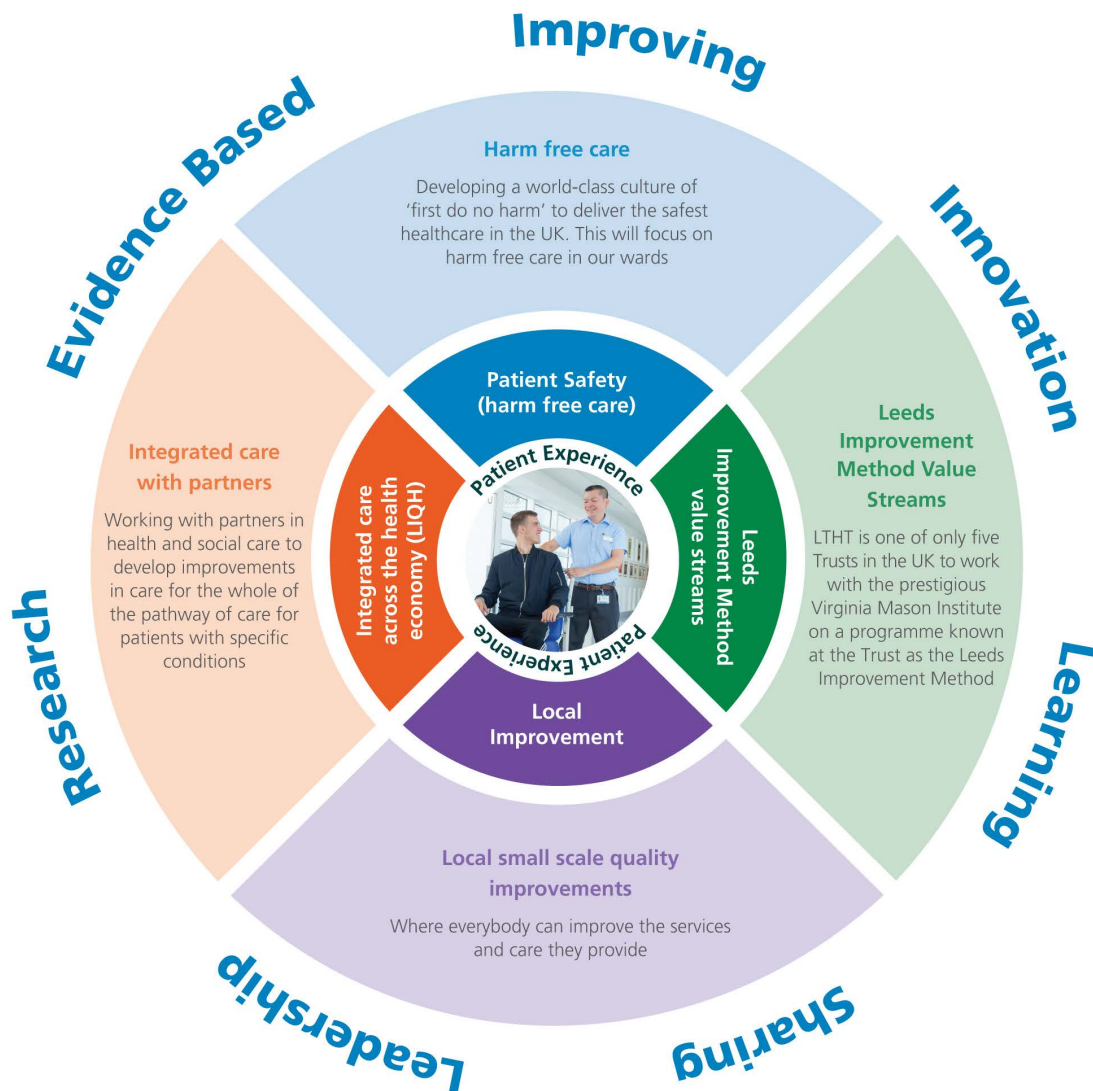 Improving
Innovation
Learning
Sharing
Leadership
Research
Evidence Based
Harm free care
Developing a world-class culture of
‘first do no harm’ to deliver the safest
healthcare in the UK. This will focus on
harm free care in our wards
Leeds
Improvement
Method Value
Streams
LTHT is one of only five
Trusts in the UK to work
with the prestigious
Virginia Mason Institute
on a programme known
at the Trust as the Leeds
Improvement Method
Local small scale quality
improvements
Where everybody can improve the services
and care they provide
Integrated care
with partners
Working with partners in
health and social care to
develop improvements
in care for the whole of
the pathway of care for
patients with specific
conditions
Patient Safety
(harm free care)
Leeds
Improvement Method
value streams
Local
Improvement
Integrated care
across the health
economy (LIQH)
Patient Experience
Patient Experience